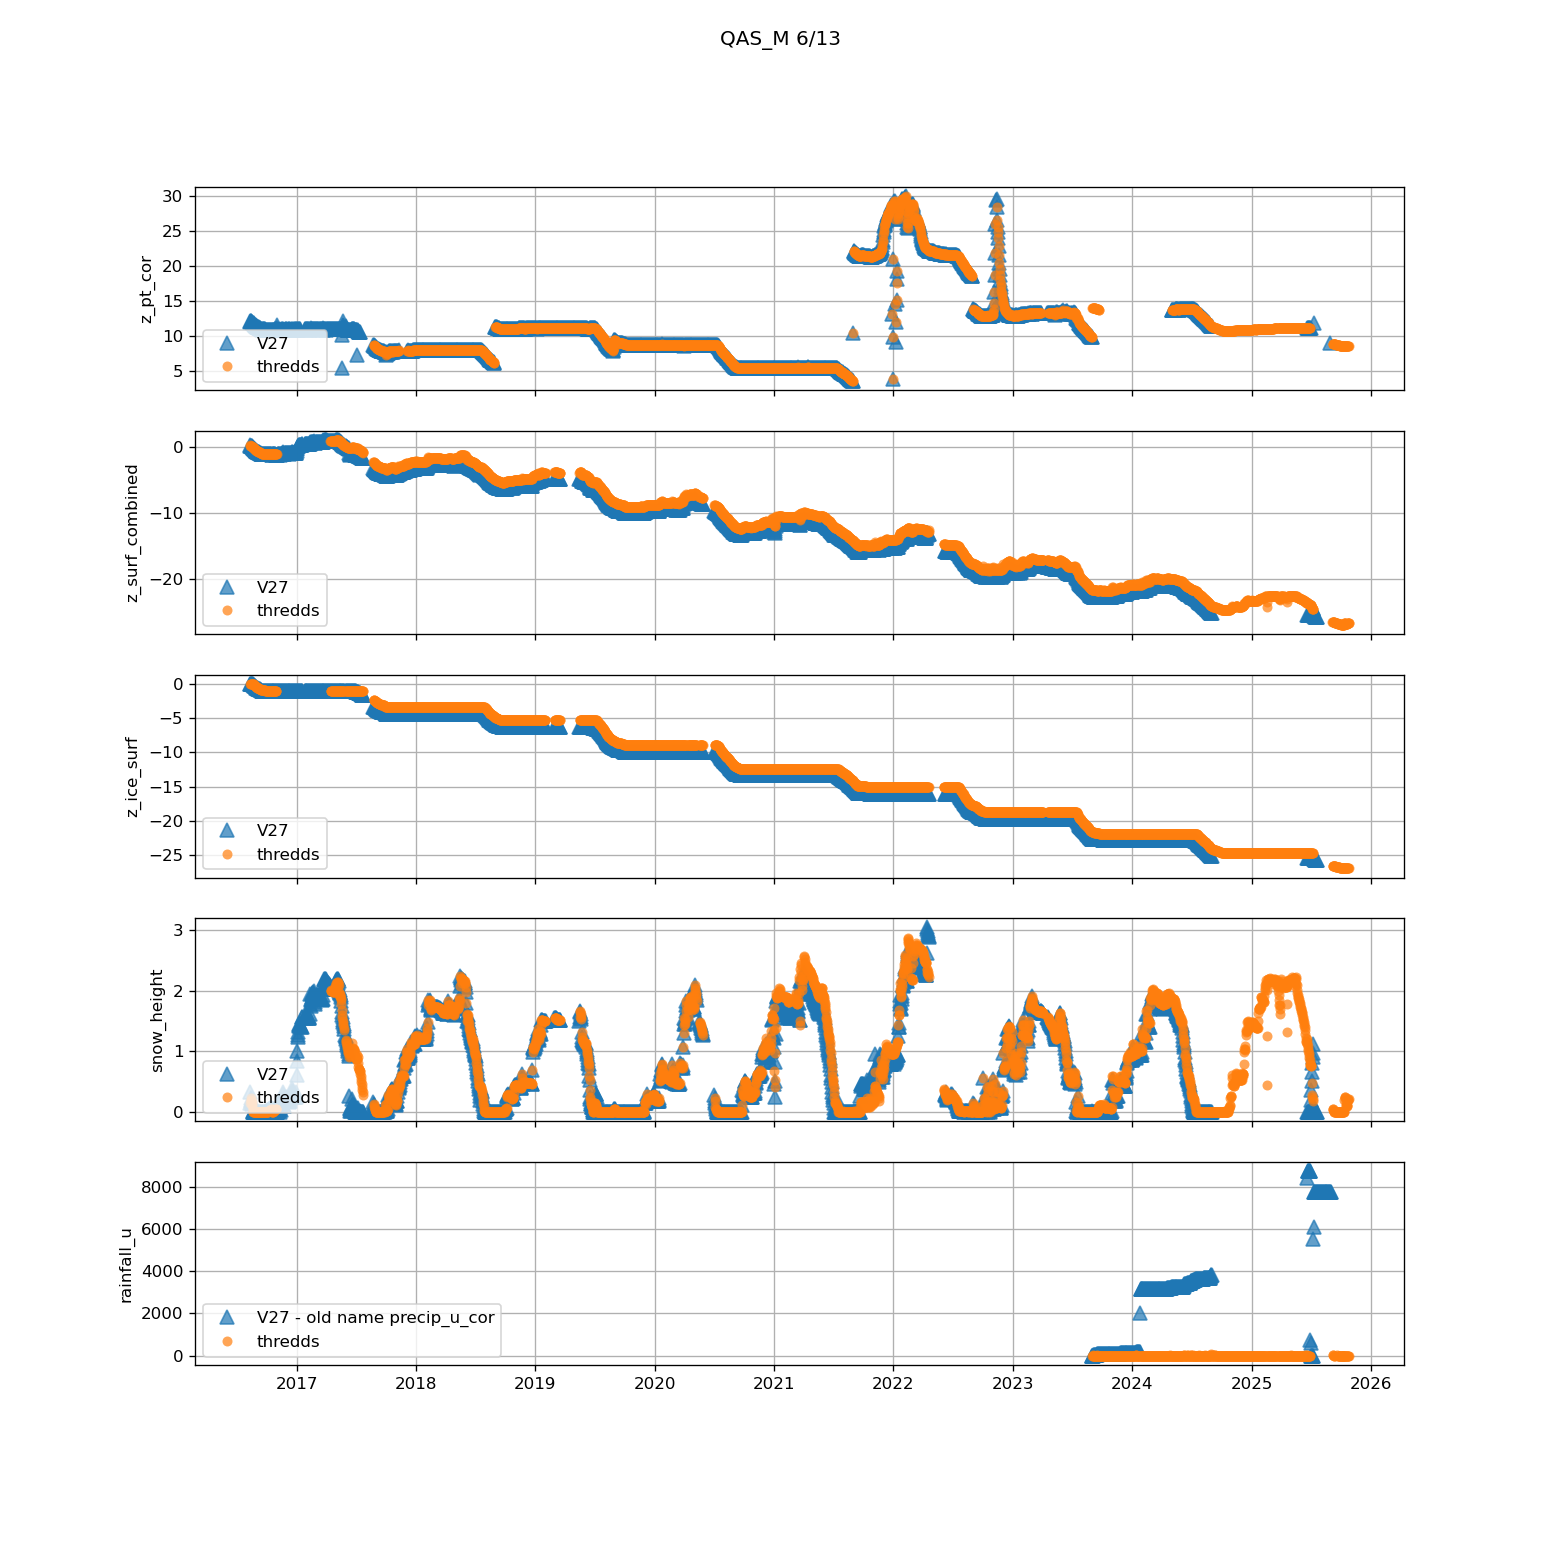 QAS_M 6/13
z_pt_cor
30
25
20
15
10
5
V27
thredds
z_surf_combined
0
−10
−20
V27
thredds
z_ice_surf
0
−5
−10
−15
−20
−25
V27
thredds
snow_height
3
2
1
0
V27
thredds
rainfall_u
8000
6000
4000
2000
0
V27 - old name precip_u_cor
thredds
2017 2018 2019 2020 2021 2022 2023 2024 2025 2026